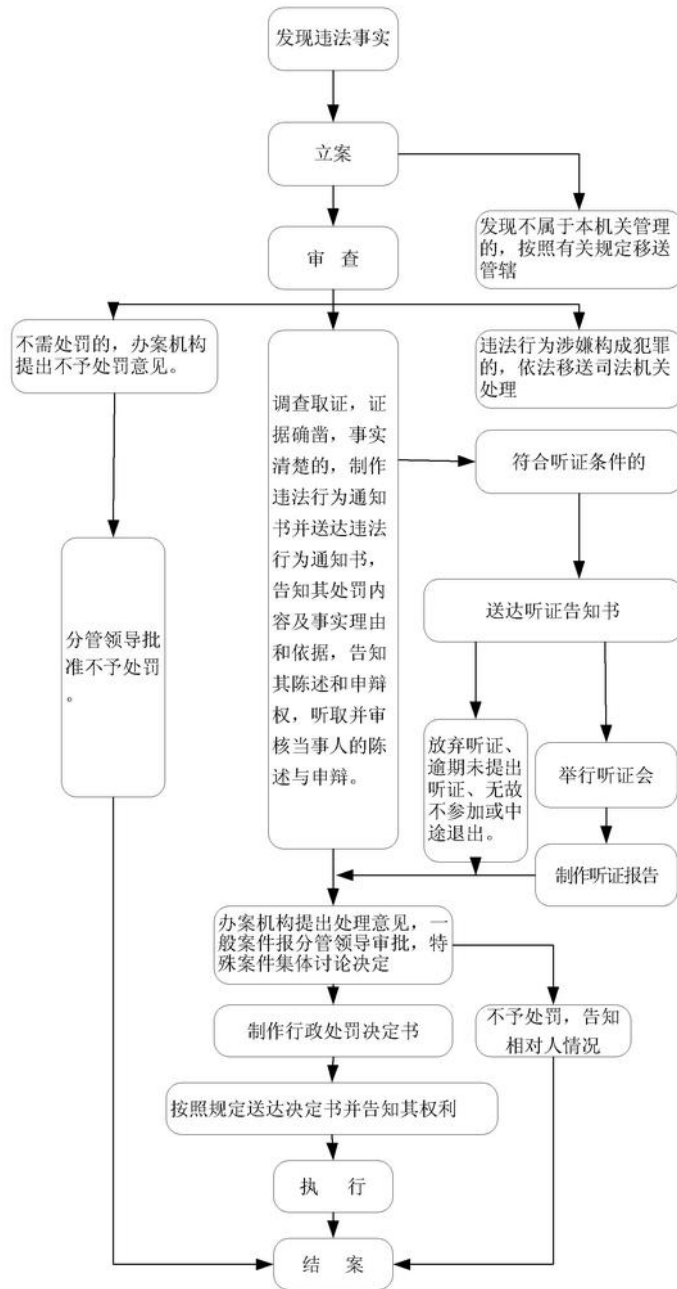 发现违法事实
立案
发现不属于本机关管理
的，按照有关规定移送
管辖
审 查
不需处罚的，办案机构
提出不予处罚意见。
违法行为涉嫌构成犯罪
的，依法移送司法机关
处理
调查取证，证
据确凿，事实
清楚的，制作
违法行为通知
书并送达违法
行为通知书，
告知其处罚内
容及事实理由
和依据，告知
其陈述和申辩
权，听取并审
核当事人的陈
述与申辩。
符合听证条件的
分管领导批
准不予处罚
。
送达听证告知书
放弃听证、
逾期未提出
听证、无故
不参加或中
途退出。
举行听证会
制作听证报告
办案机构提出处理意见，一
般案件报分管领导审批，特
殊案件集体讨论决定
不予处罚，告知
相对人情况
制作行政处罚决定书
按照规定送达决定书并告知其权利
执 行
结 案